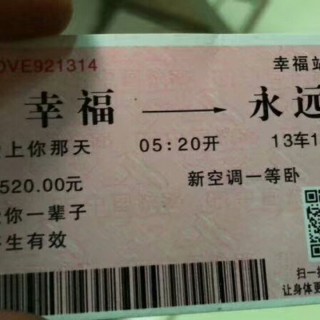 OVE921314 幸福站
幸福 → 永远
上你那天 05:20开 13车1
520.00元 新空调一等卧
你一辈子
生有效
扫一
让身体更